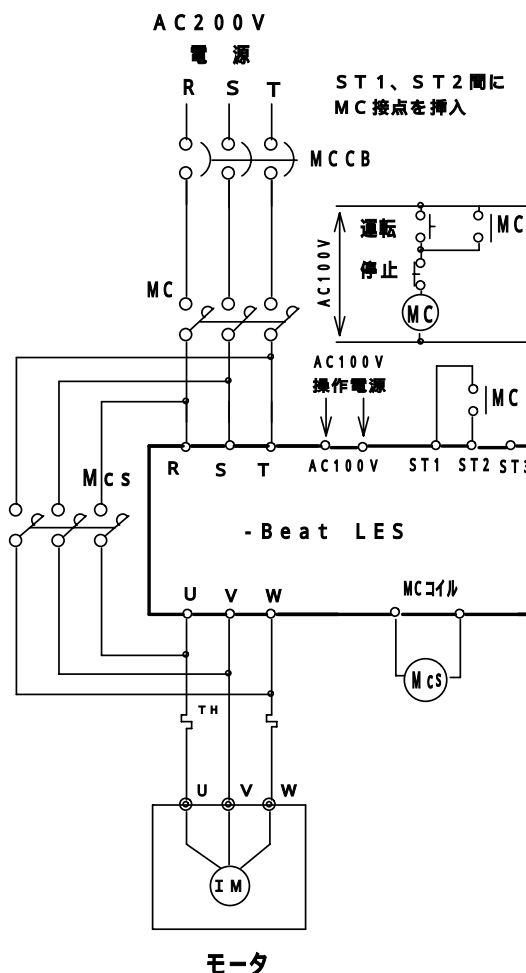 AC200V
電 源
R S T
ST1、ST2間に
MC接点を挿入
MCCB
運転
MC
停止
AC100V
MC
MC
AC100V
操作電源
MC
R S T
AC100V
ST1 ST2 ST3
Mcs
-Beat LES
U V W
MCコイル
Mcs
TH
U V W
IM
モータ